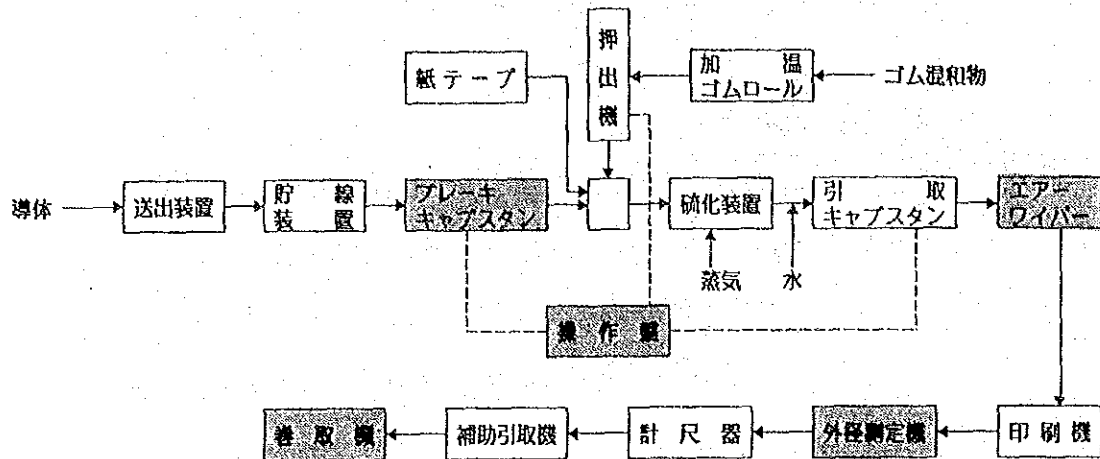 押出機
紙テープ
加温
ゴムロール
ゴム混和物
導体
送出装置
貯線
装置
ブレーキ
キャプスタン
硫化装置
引取
キャプスタン
エアー
ワイパー
蒸気
水
操作盤
巻取機
補助引取機
計尺器
外径測定機
印刷機